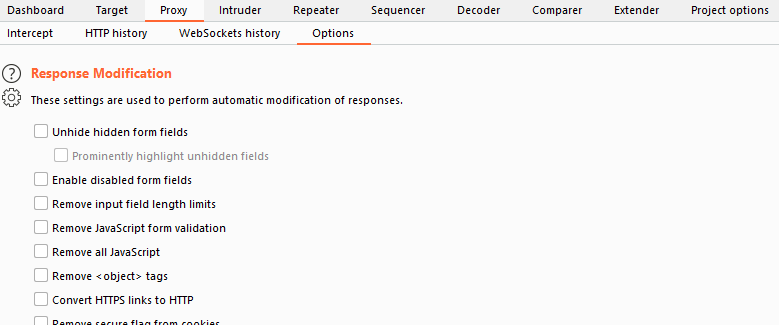 Dashboard Target Proxy Intruder Repeater Sequencer Decoder Comparer Extender Project options
Intercept HTTP history WebSockets history Options
? Response Modification
These settings are used to perform automatic modification of responses.
Unhide hidden form fields
Prominently highlight unhidden fields
Enable disabled form fields
Remove input field length limits
Remove JavaScript form validation
Remove all JavaScript
Remove <object> tags
Convert HTTPS links to HTTP
Remove secure flag from cookies